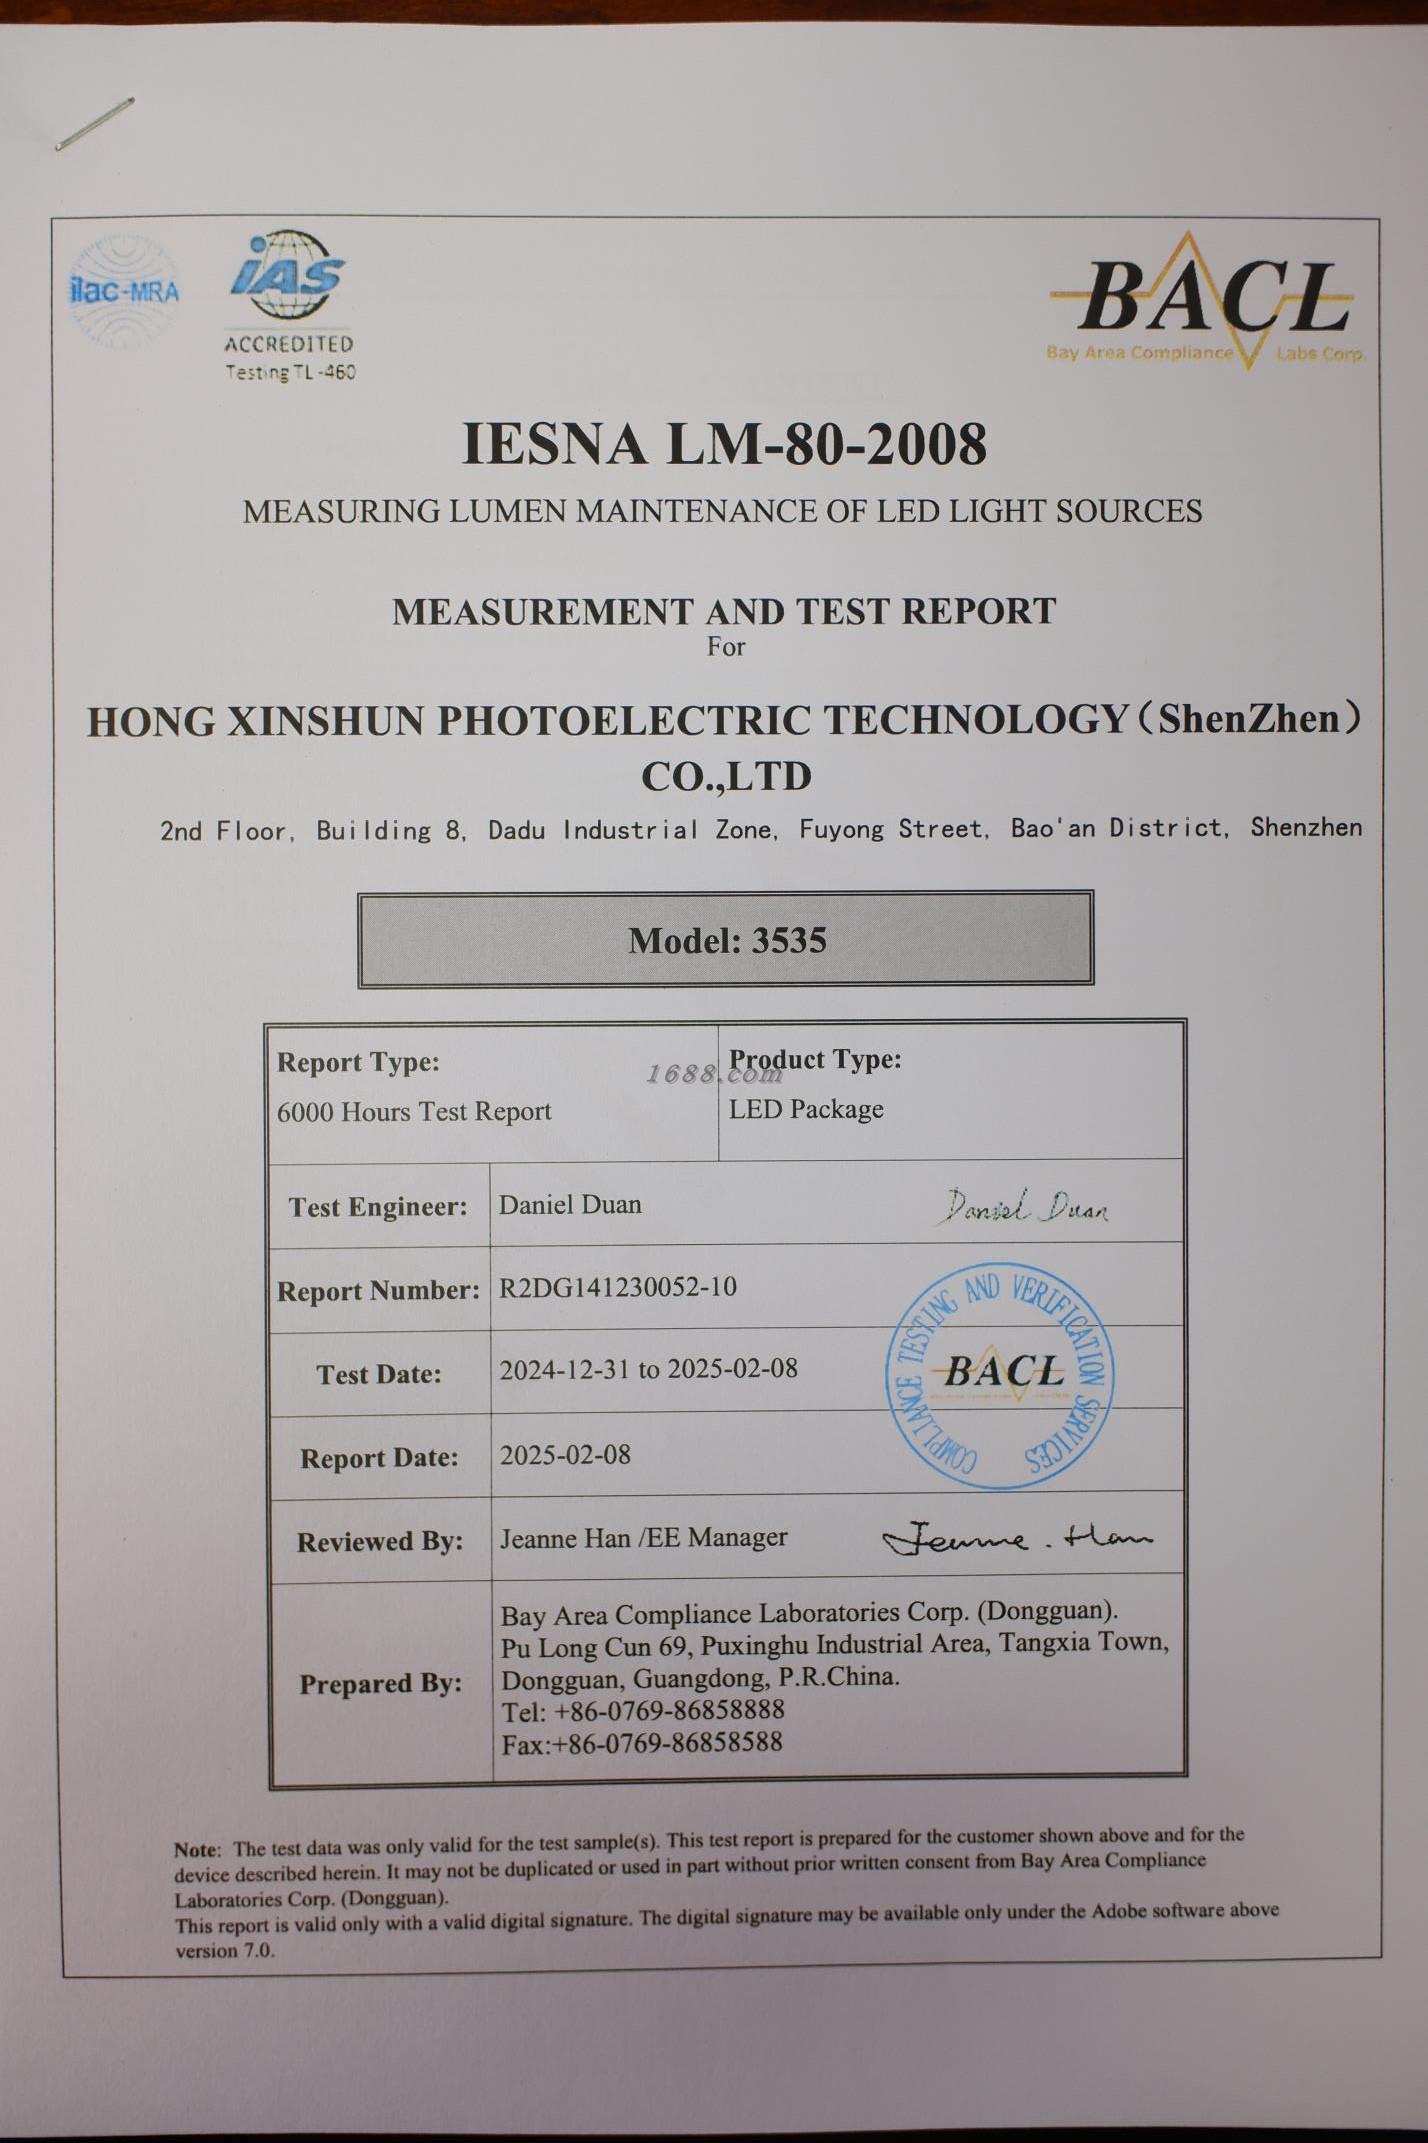 ilac-MRA
iAS
ACCREDITED
Testing TL-460
BACL
Bay Area Compliance Labs Corp.
IESNA LM-80-2008
MEASURING LUMEN MAINTENANCE OF LED LIGHT SOURCES
MEASUREMENT AND TEST REPORT
For
HONG XINSHUN PHOTOELECTRIC TECHNOLOGY（ShenZhen）
CO.,LTD
2nd Floor, Building 8, Dadu Industrial Zone, Fuyong Street, Bao'an District, Shenzhen
Model: 3535
Report Type:
6000 Hours Test Report
Product Type:
LED Package
1688.com
Test Engineer: Daniel Duan Daniel Duan
Report Number: R2DG141230052-10
Test Date: 2024-12-31 to 2025-02-08
Report Date: 2025-02-08
COMPLIANCE TESTING AND VERIFICATION SERVICES
BACL
Reviewed By: Jeanne Han /EE Manager Jeanne. Han
Prepared By:
Bay Area Compliance Laboratories Corp. (Dongguan).
Pu Long Cun 69, Puxinghu Industrial Area, Tangxia Town,
Dongguan, Guangdong, P.R.China.
Tel: +86-0769-86858888
Fax:+86-0769-86858588
Note: The test data was only valid for the test sample(s). This test report is prepared for the customer shown above and for the
device described herein. It may not be duplicated or used in part without prior written consent from Bay Area Compliance
Laboratories Corp. (Dongguan).
This report is valid only with a valid digital signature. The digital signature may be available only under the Adobe software above
version 7.0.